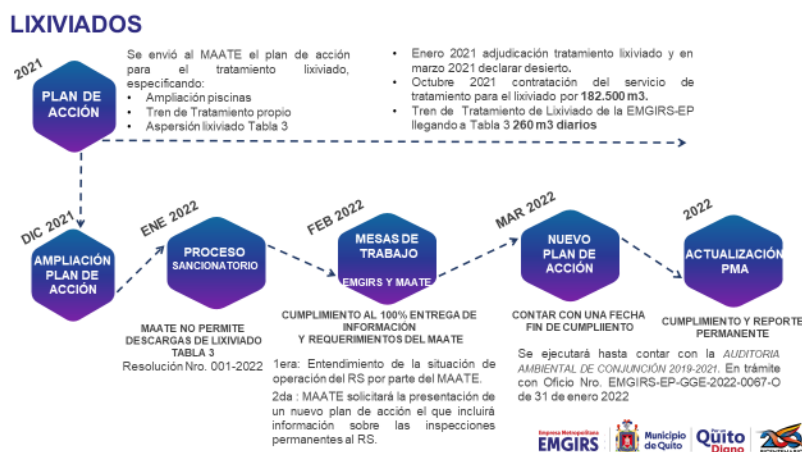 LIXIVIADOS
2021
PLAN DE
ACCIÓN
Se envió al MAATE el plan de acción
para el tratamiento lixiviado,
especificando:
• Ampliación piscinas
• Tren de Tratamiento propio
• Aspersión lixiviado Tabla 3
• Enero 2021 adjudicación tratamiento lixiviado y en
marzo 2021 declarar desierto.
• Octubre 2021 contratación del servicio de
tratamiento para el lixiviado por 182.500 m3.
• Tren de Tratamiento de Lixiviado de la EMGIRS-EP
llegando a Tabla 3 260 m3 diarios
DIC 2021
AMPLIACIÓN
PLAN DE
ACCIÓN
ENE 2022
PROCESO
SANCIONATORIO
MAATE NO PERMITE
DESCARGAS DE LIXIVIADO
TABLA 3
Resolución Nro. 001-2022
FEB 2022
MESAS DE
TRABAJO
EMGIRS Y MAATE
CUMPLIMIENTO AL 100% ENTREGA DE
INFORMACIÓN
Y REQUERIMIENTOS DEL MAATE
1era: Entendimiento de la situación de
operación del RS por parte del MAATE.
2da : MAATE solicitará la presentación de
un nuevo plan de acción el que incluirá
información sobre las inspecciones
permanentes al RS.
MAR 2022
NUEVO
PLAN DE
ACCIÓN
CONTAR CON UNA FECHA
FIN DE CUMPLIENTO
2022
ACTUALIZACIÓN
PMA
CUMPLIMIENTO Y REPORTE
PERMANENTE
Se ejecutará hasta contar con la AUDITORIA
AMBIENTAL DE CONJUNCIÓN 2019-2021. En trámite
con Oficio Nro. EMGIRS-EP-GGE-2022-0067-O
de 31 de enero 2022
Empresa Metropolitana
EMGIRS
Municipio
de Quito
Por un
Quito
Digno